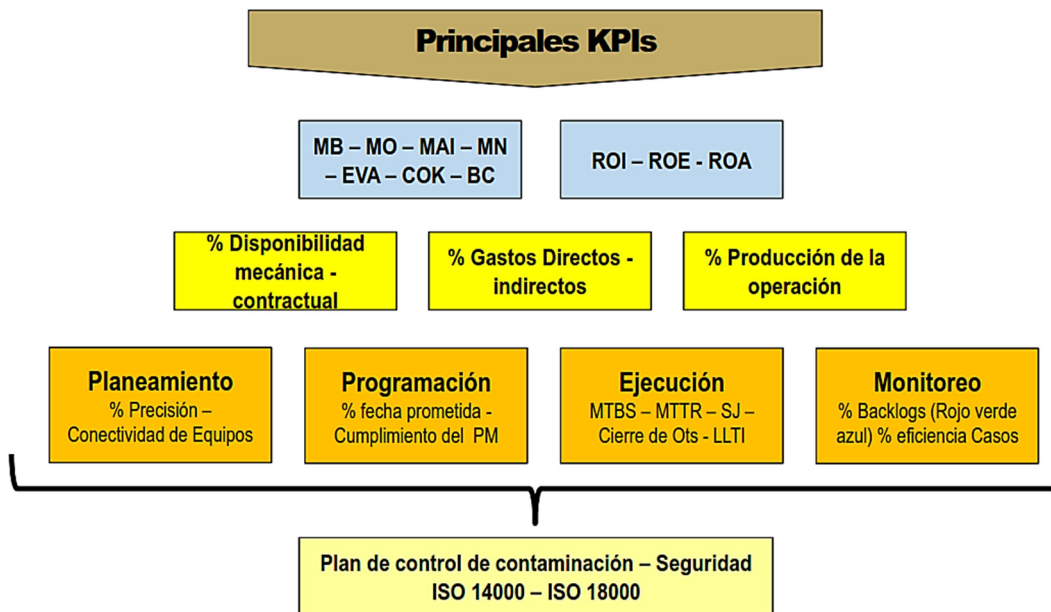 Principales KPIs
MB – MO – MAI – MN
– EVA – COK – BC
ROI – ROE - ROA
% Disponibilidad
mecánica -
contractual
% Gastos Directos -
indirectos
% Producción de la
operación
Planeamiento
% Precisión –
Conectividad de Equipos
Programación
% fecha prometida -
Cumplimiento del PM
Ejecución
MTBS – MTTR – SJ –
Cierre de Ots - LLTI
Monitoreo
% Backlogs (Rojo verde
azul) % eficiencia Casos
Plan de control de contaminación – Seguridad
ISO 14000 – ISO 18000